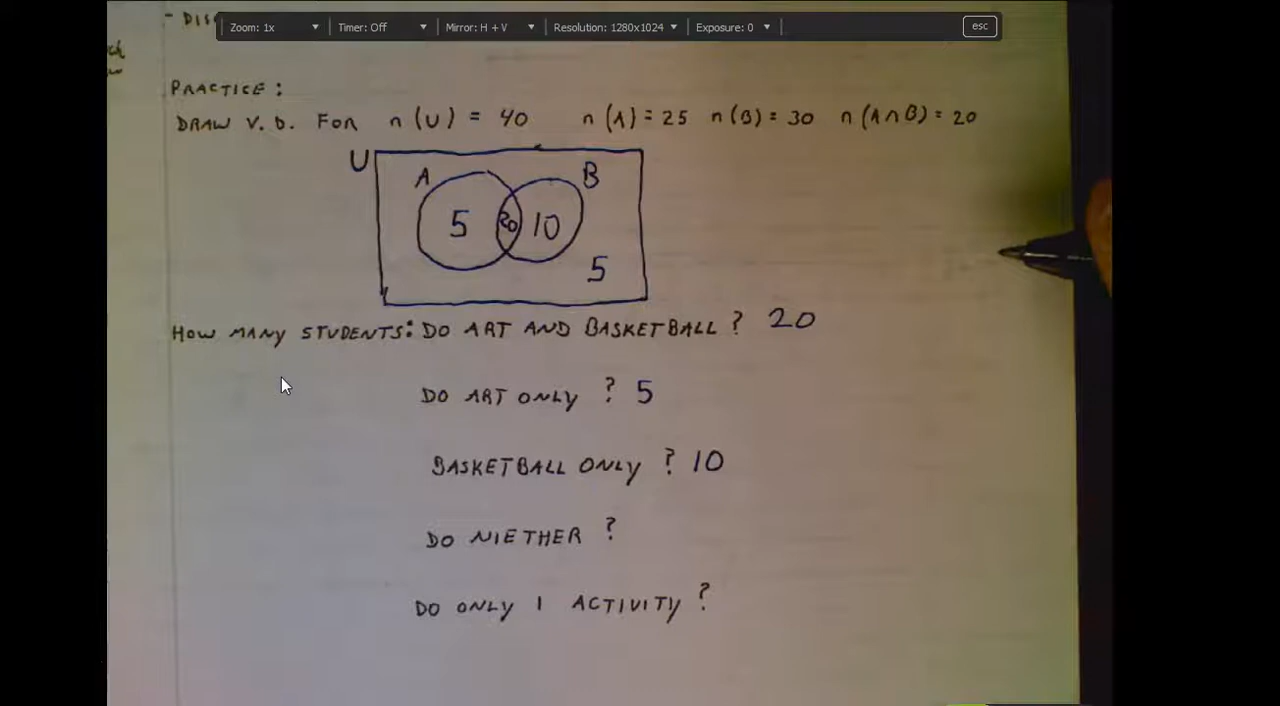 - DIS
Zoom: 1x Timer: Off Mirror: H + V Resolution: 1280x1024 Exposure: 0 esc
PRACTICE:
DRAW V. D. FOR n(U) = 40 n(A) = 25 n(B) = 30 n(A∩B) = 20
U
A B
5 20 10
5
HOW MANY STUDENTS: DO ART AND BASKETBALL ? 20
DO ART ONLY ? 5
BASKETBALL ONLY ? 10
DO NIETHER ?
DO ONLY 1 ACTIVITY ?